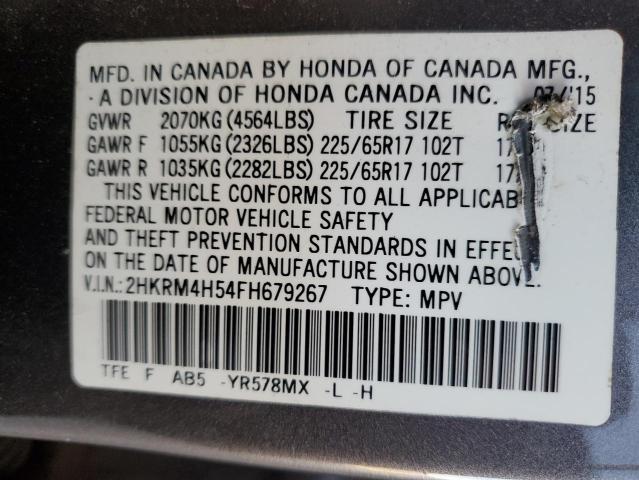 MFD. IN CANADA BY HONDA OF CANADA MFG.,
- A DIVISION OF HONDA CANADA INC. 07/'15
GVWR 2070KG (4564LBS) TIRE SIZE SIZE
GAWR F 1055KG (2326LBS) 225/65R17 102T
GAWR R 1035KG (2282LBS) 225/65R17 102T
THIS VEHICLE CONFORMS TO ALL
FEDERAL MOTOR VEHICLE SAFETY
AND THEFT PREVENTION STANDARDS IN
ON THE DATE OF MANUFACTURE SHOWN ABOVE.
V.I.N.: 2HKRM4H54FH679267 TYPE: MPV
TFE F AB5 -YR578MX -L -H